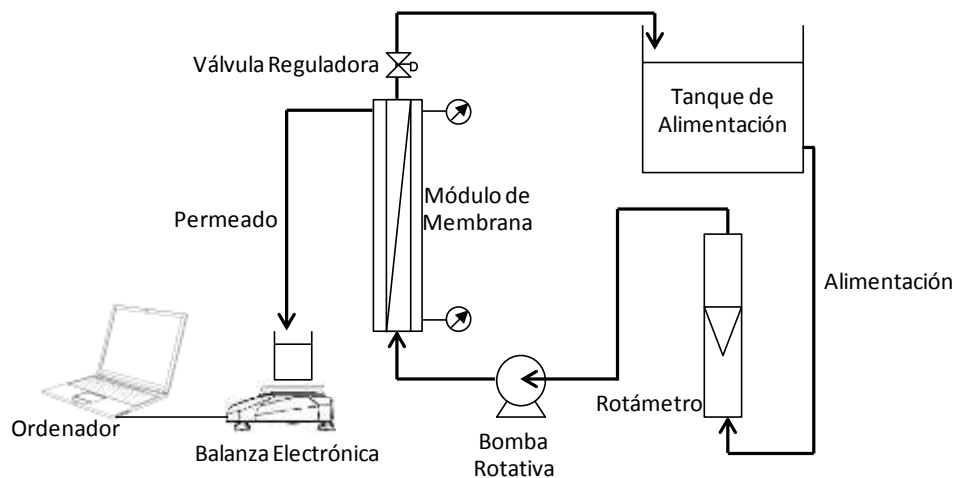 Válvula Reguladora
Tanque de
Alimentación
Módulo de
Membrana
Permeado
Alimentación
Rotámetro
Ordenador
Balanza Electrónica
Bomba
Rotativa